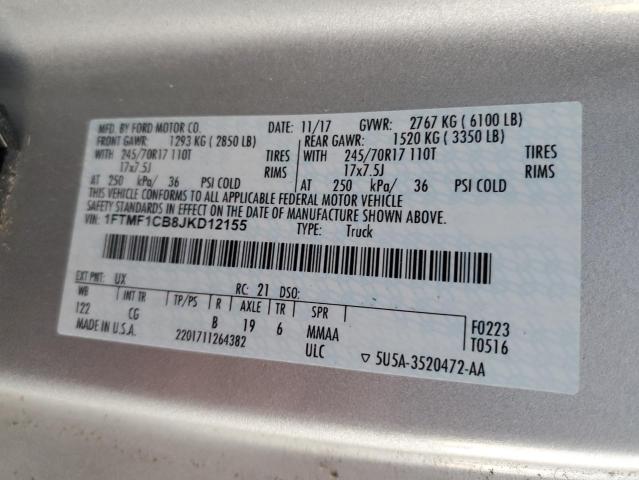 MFD. BY FORD MOTOR CO. DATE: 11/17 GVWR: 2767 KG ( 6100 LB)
FRONT GAWR: 1293 KG ( 2850 LB) REAR GAWR: 1520 KG ( 3350 LB)
WITH 245/70R17 110T TIRES WITH 245/70R17 110T TIRES
17x7.5J RIMS 17x7.5J RIMS
AT 250 kPa/ 36 PSI COLD AT 250 kPa/ 36 PSI COLD
THIS VEHICLE CONFORMS TO ALL APPLICABLE FEDERAL MOTOR VEHICLE
SAFETY STANDARDS IN EFFECT ON THE DATE OF MANUFACTURE SHOWN ABOVE.
VIN: 1FTMF1CB8JKD12155 TYPE: Truck
EXT PNT: UX RC: 21 DSO:
WB INT TR TP/PS R AXLE TR SPR
122 CG B 19 6 MMAA F0223
MADE IN U.S.A. 2201711264382 ULC ▽ 5U5A-3520472-AA T0516